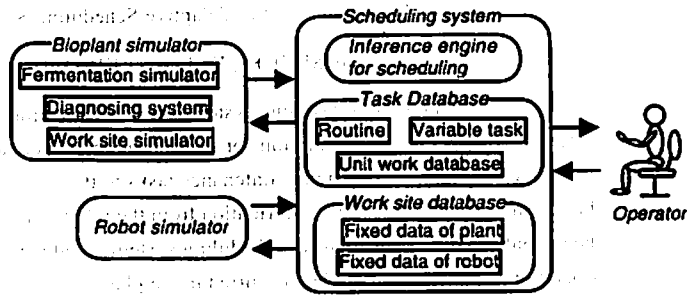 Bioplant simulator
Fermentation simulator
Diagnosing system
Work site simulator
Robot simulator
Scheduling system
Inference engine
for scheduling
Task Database
Routine
Variable task
Unit work database
Work site database
Fixed data of plant
Fixed data of robot
Operator